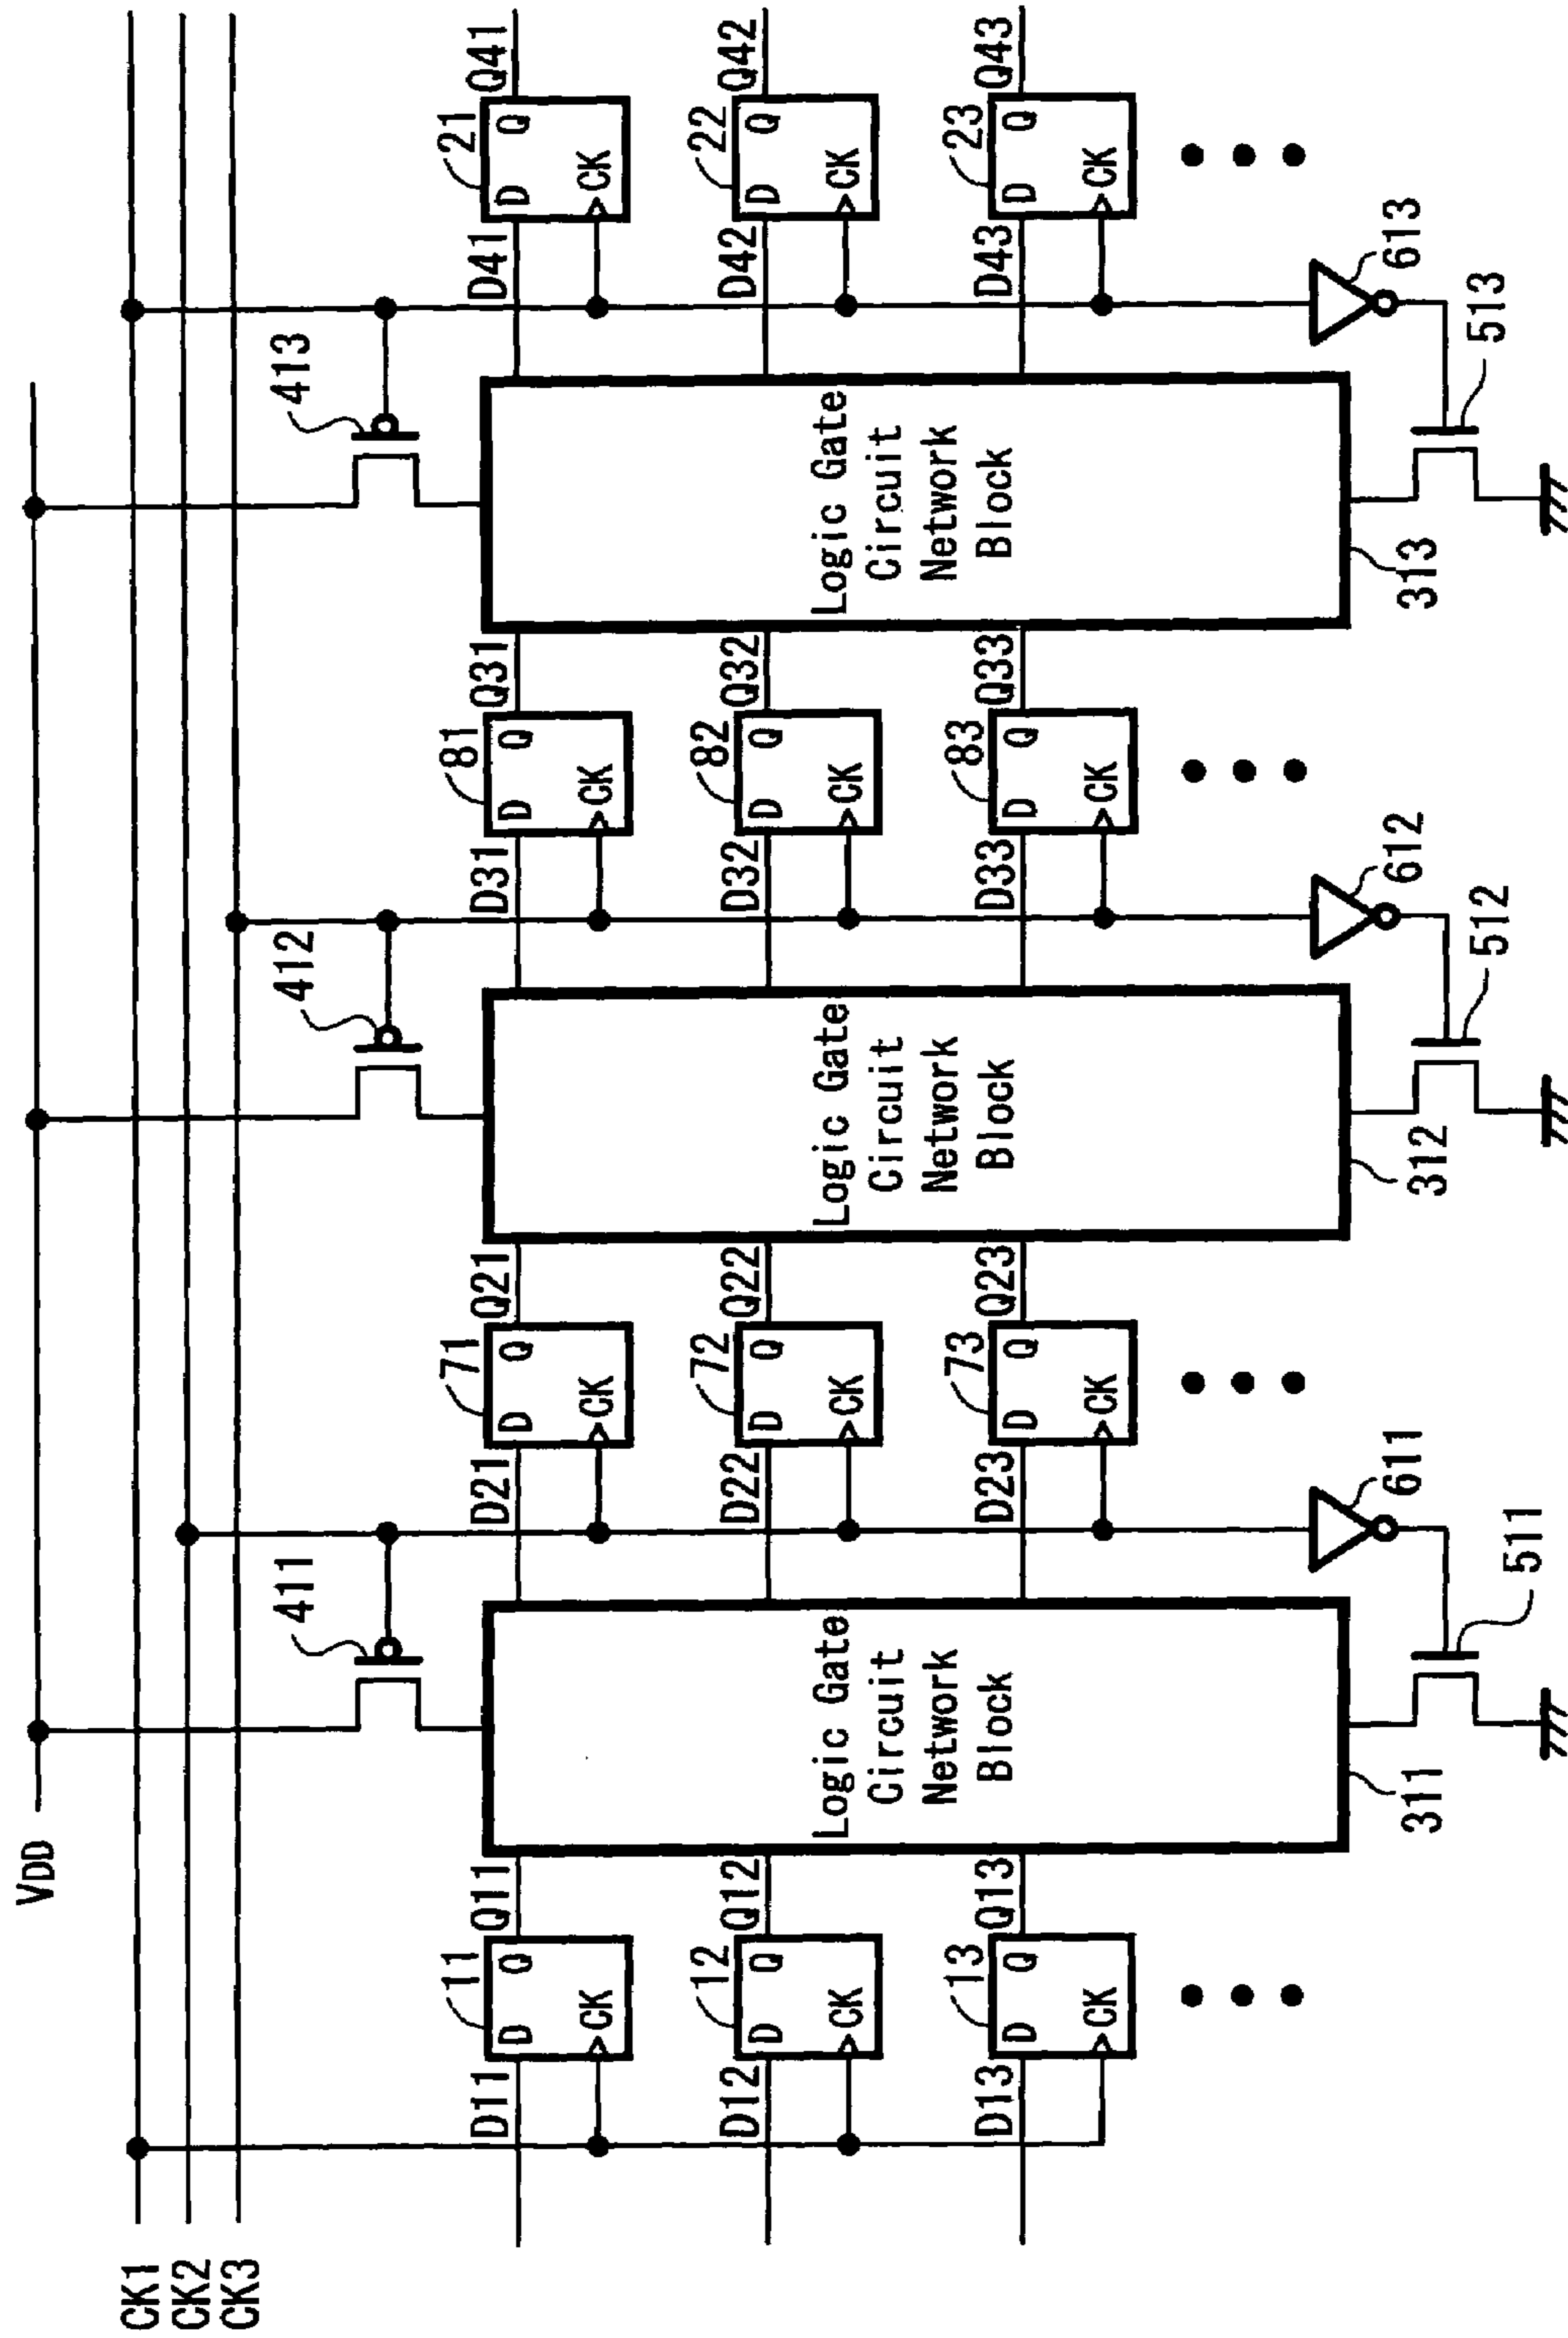 VDD
CK1
CK2
CK3
411
412
413
D11
11
D
Q
CK
Q11
D21
71
D
Q
CK
Q21
D31
81
D
Q
CK
Q31
D41
21
D
Q
CK
Q41
D12
12
D
Q
CK
Q12
D22
72
D
Q
CK
Q22
D32
82
D
Q
CK
Q32
D42
22
D
Q
CK
Q42
D13
13
D
Q
CK
Q13
D23
73
D
Q
CK
Q23
D33
83
D
Q
CK
Q33
D43
23
D
Q
CK
Q43
Logic Gate
Circuit
Network
Block
Logic Gate
Circuit
Network
Block
Logic Gate
Circuit
Network
Block
311
611
511
312
612
512
313
613
513